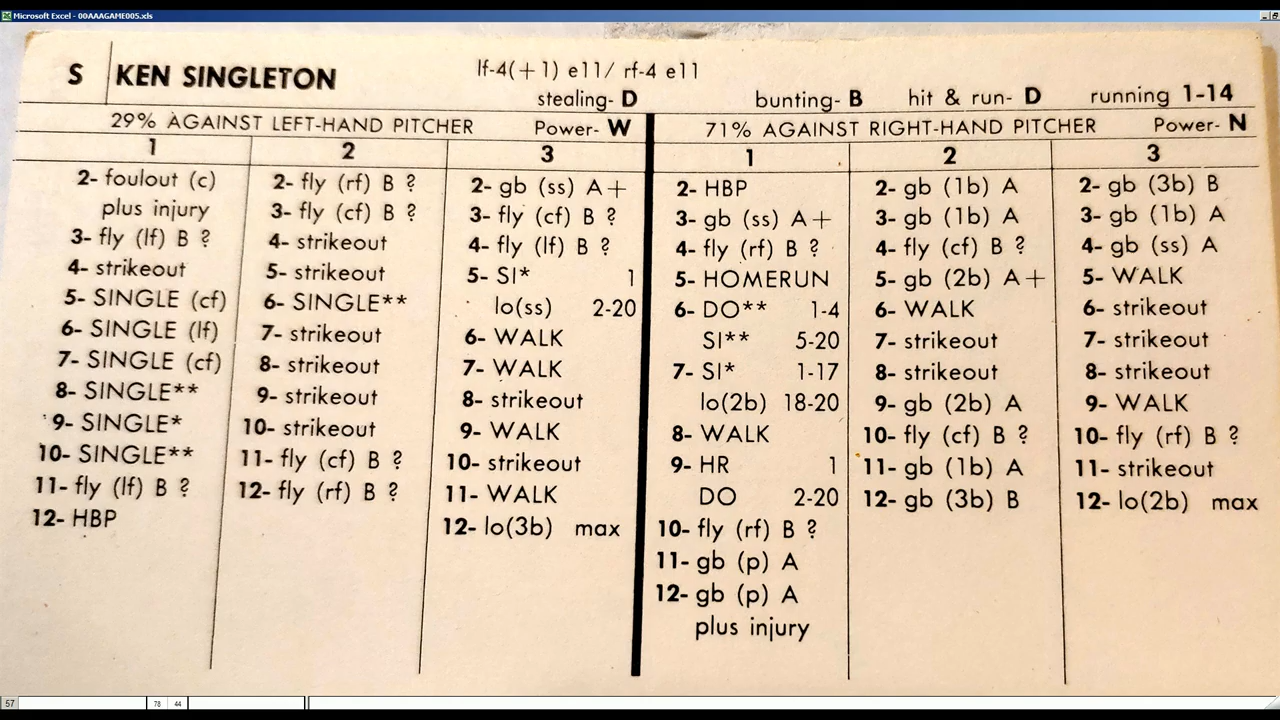 Microsoft Excel - 00AAAGAME005.xls
S KEN SINGLETON
lf-4(+1) e11/ rf-4 e11
stealing- D bunting- B hit & run- D running 1-14
29% AGAINST LEFT-HAND PITCHER Power- W
1 2 3
2- foulout (c)
plus injury
3- fly (lf) B ?
4- strikeout
5- SINGLE (cf)
6- SINGLE (lf)
7- SINGLE (cf)
8- SINGLE**
9- SINGLE*
10- SINGLE**
11- fly (lf) B ?
12- HBP
2- fly (rf) B ?
3- fly (cf) B ?
4- strikeout
5- strikeout
6- SINGLE**
7- strikeout
8- strikeout
9- strikeout
10- strikeout
11- fly (cf) B ?
12- fly (rf) B ?
2- gb (ss) A+
3- fly (cf) B ?
4- fly (lf) B ?
5- SI* 1
lo(ss) 2-20
6- WALK
7- WALK
8- strikeout
9- WALK
10- strikeout
11- WALK
12- lo(3b) max
71% AGAINST RIGHT-HAND PITCHER Power- N
1 2 3
2- HBP
3- gb (ss) A+
4- fly (rf) B ?
5- HOMERUN
6- DO** 1-4
SI** 5-20
7- SI* 1-17
lo(2b) 18-20
8- WALK
9- HR 1
DO 2-20
10- fly (rf) B ?
11- gb (p) A
12- gb (p) A
plus injury
2- gb (1b) A
3- gb (1b) A
4- fly (cf) B ?
5- gb (2b) A+
6- WALK
7- strikeout
8- strikeout
9- gb (2b) A
10- fly (cf) B ?
11- gb (1b) A
12- gb (3b) B
2- gb (3b) B
3- gb (1b) A
4- gb (ss) A
5- WALK
6- strikeout
7- strikeout
8- strikeout
9- WALK
10- fly (rf) B ?
11- strikeout
12- lo(2b) max
57 78 44